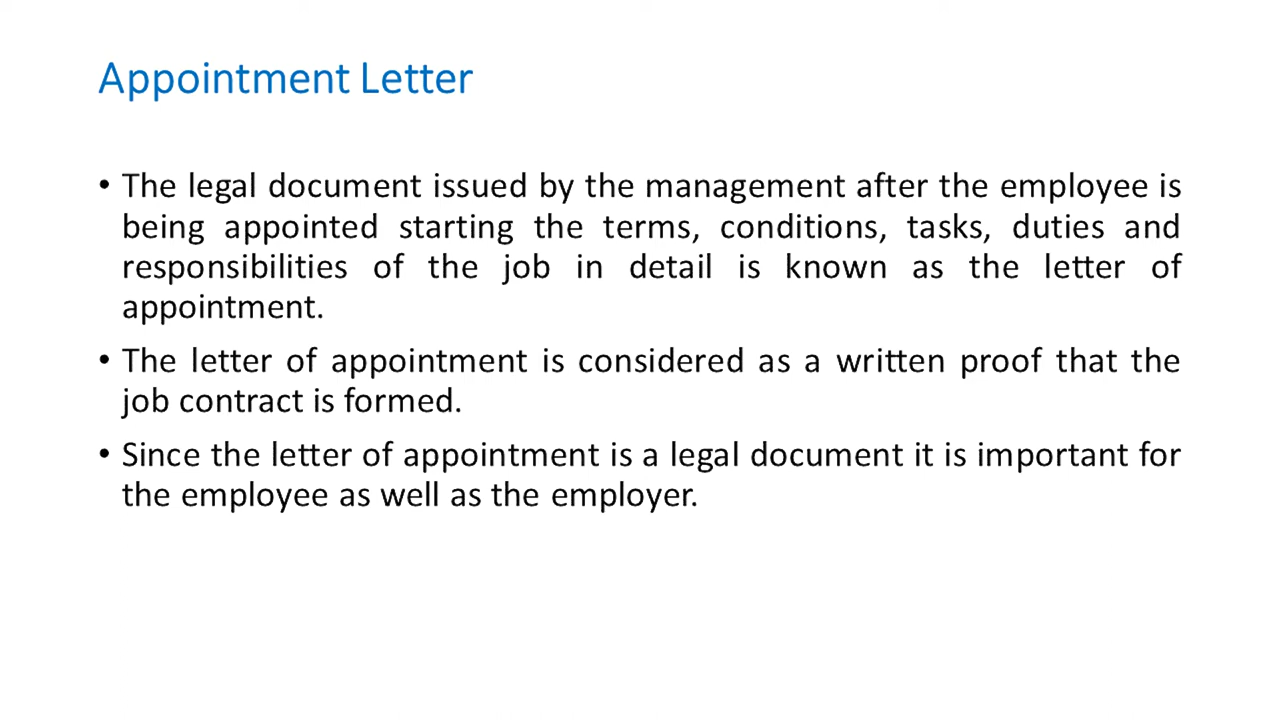 Appointment Letter
• The legal document issued by the management after the employee is
being appointed starting the terms, conditions, tasks, duties and
responsibilities of the job in detail is known as the letter of
appointment.
• The letter of appointment is considered as a written proof that the
job contract is formed.
• Since the letter of appointment is a legal document it is important for
the employee as well as the employer.